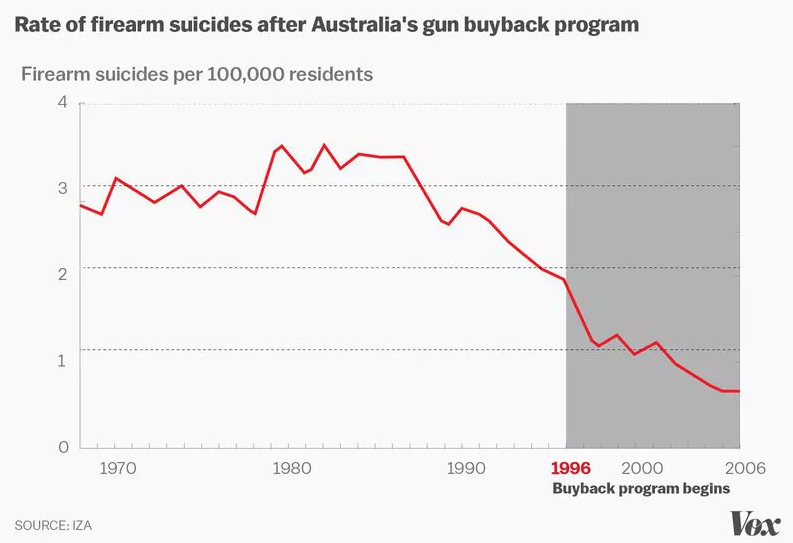 Rate of firearm suicides after Australia's gun buyback program
Firearm suicides per 100,000 residents
4
3
2
1
0
1970 1980 1990 1996 2000 2006
Buyback program begins
SOURCE: IZA
Vox